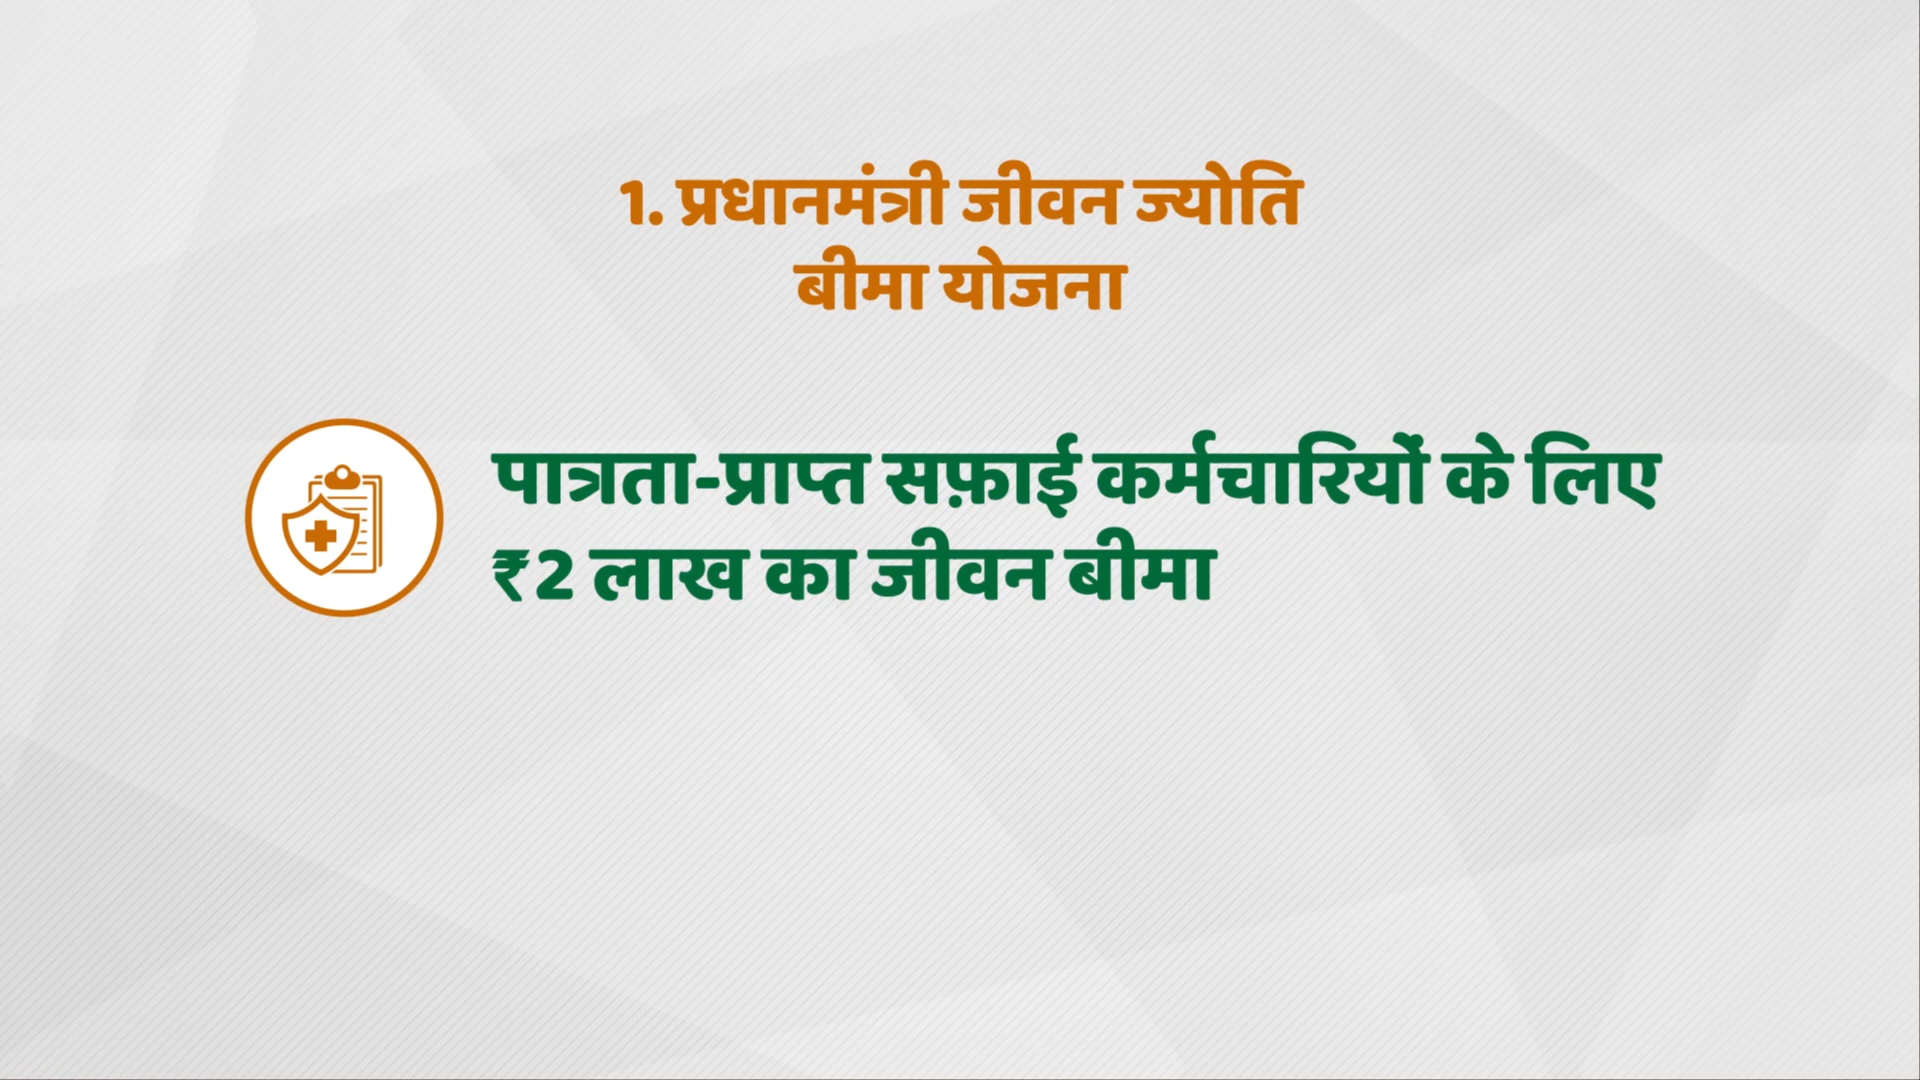 1. प्रधानमंत्री जीवन ज्योति
बीमा योजना
पात्रता-प्राप्त सफ़ाई कर्मचारियों के लिए
₹2 लाख का जीवन बीमा